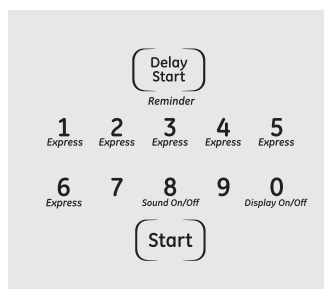 Delay
Start
Reminder
1 2 3 4 5
Express Express Express Express Express
6 7 8 9 0
Express Sound On/Off Display On/Off
Start